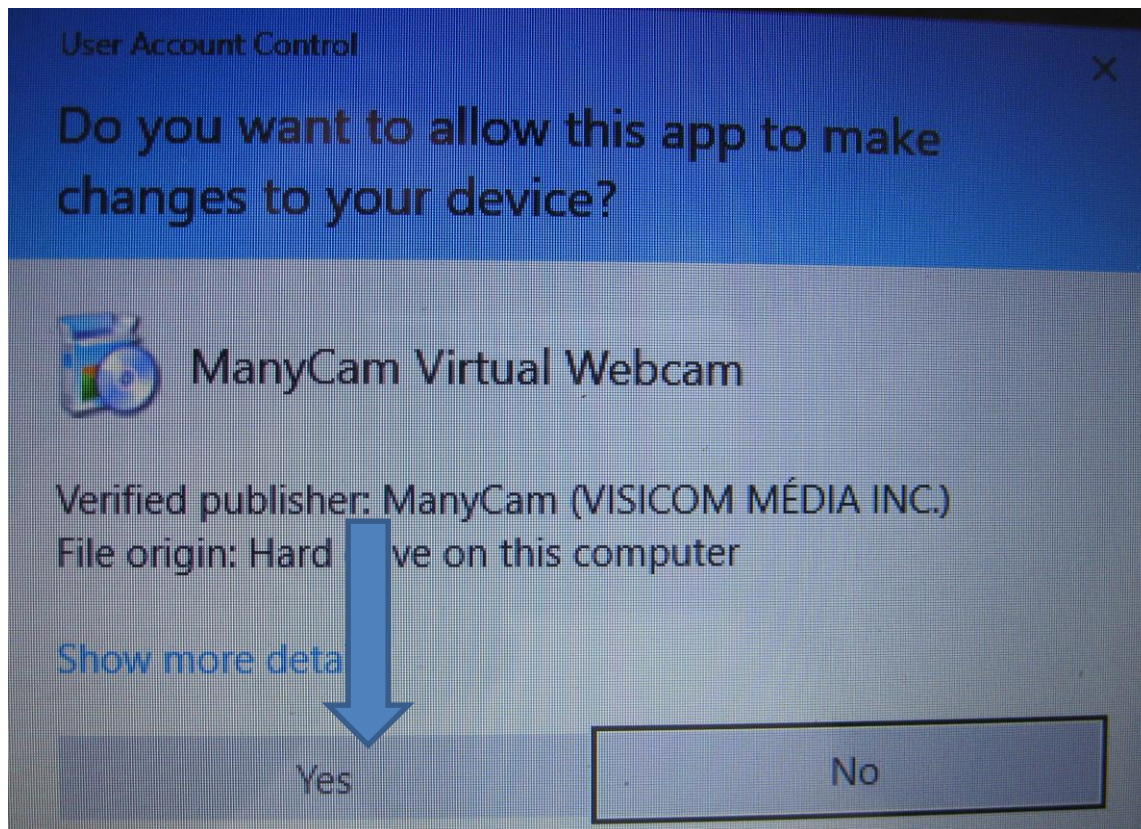 User Account Control
Do you want to allow this app to make
changes to your device?
ManyCam Virtual Webcam
Verified publisher: ManyCam (VISICOM MÉDIA INC.)
File origin: Hard ve on this computer
Show more deta
Yes
No